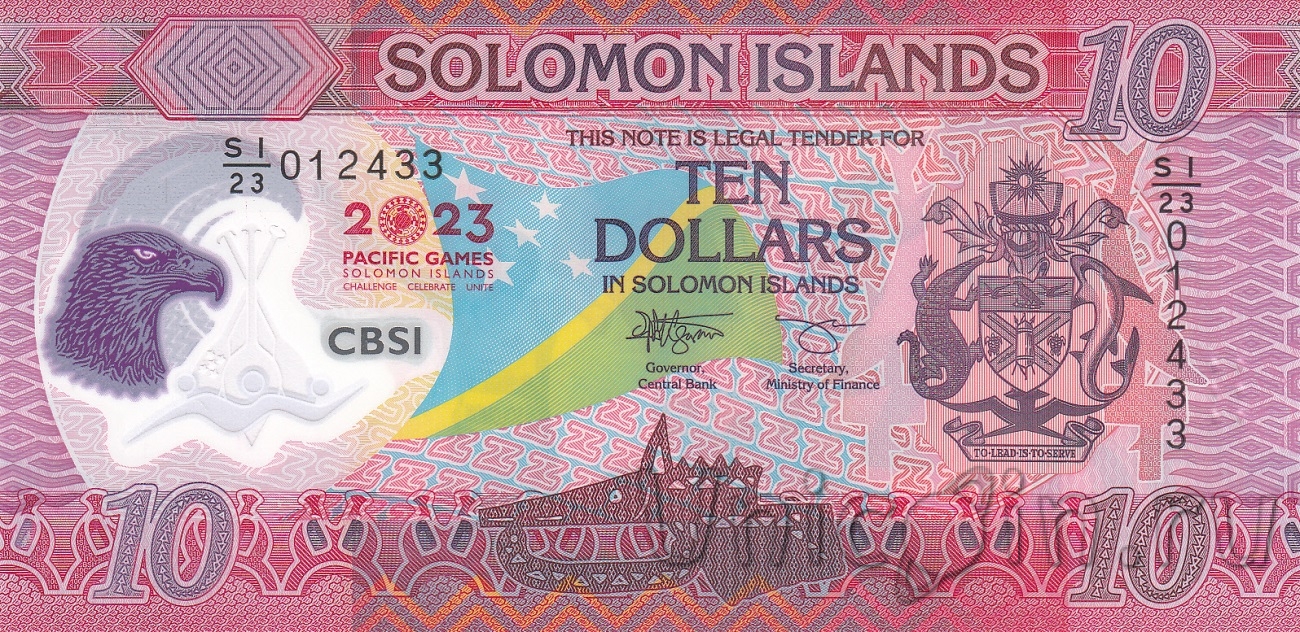 SOLOMON ISLANDS
10
THIS NOTE IS LEGAL TENDER FOR
TEN
DOLLARS
IN SOLOMON ISLANDS
S I
23
012433
2023
PACIFIC GAMES
SOLOMON ISLANDS
CHALLENGE CELEBRATE UNITE
CBSI
Governor,
Central Bank
Secretary,
Ministry of Finance
S I
23
012433
TO·LEAD·IS·TO·SERVE
10
10